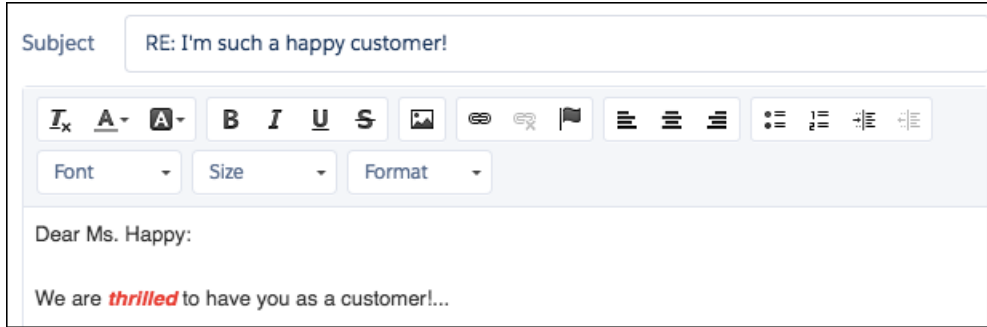 Subject
RE: I'm such a happy customer!
Font Size Format
Dear Ms. Happy:
We are thrilled to have you as a customer!...